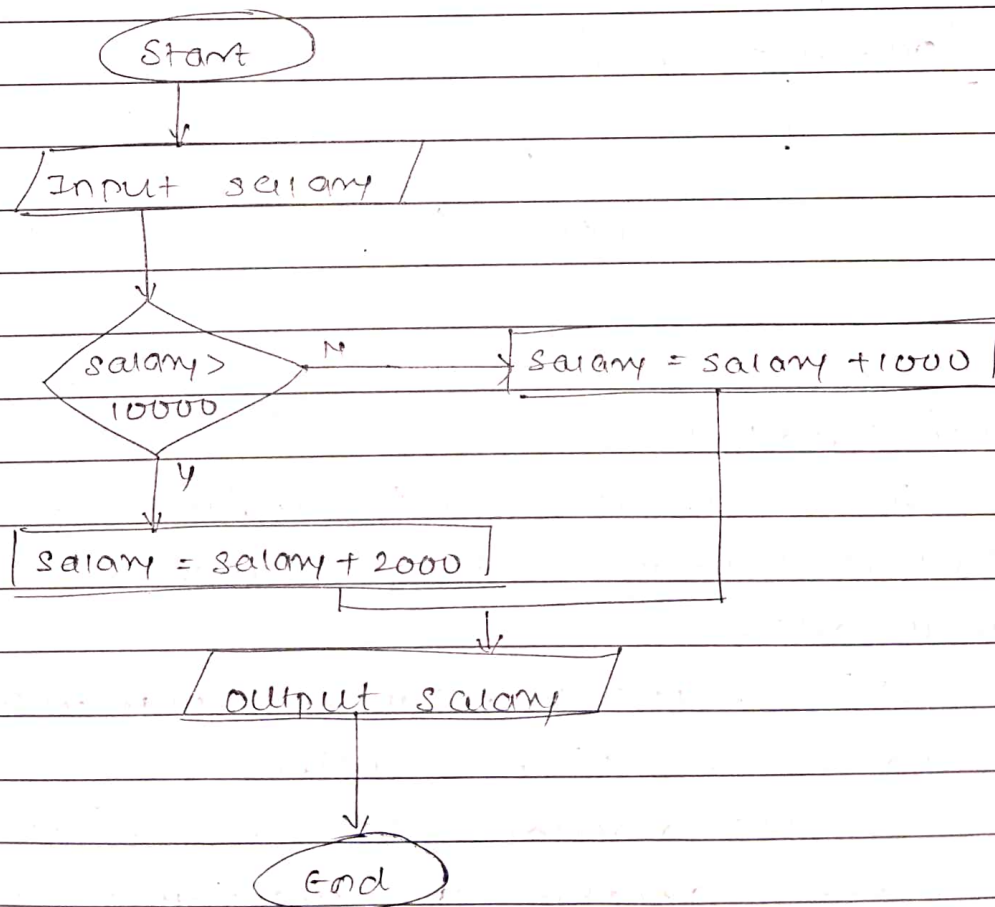 Start
Input salary
salary >
10000
N
salary = salary + 1000
Y
salary = salary + 2000
output salary
End